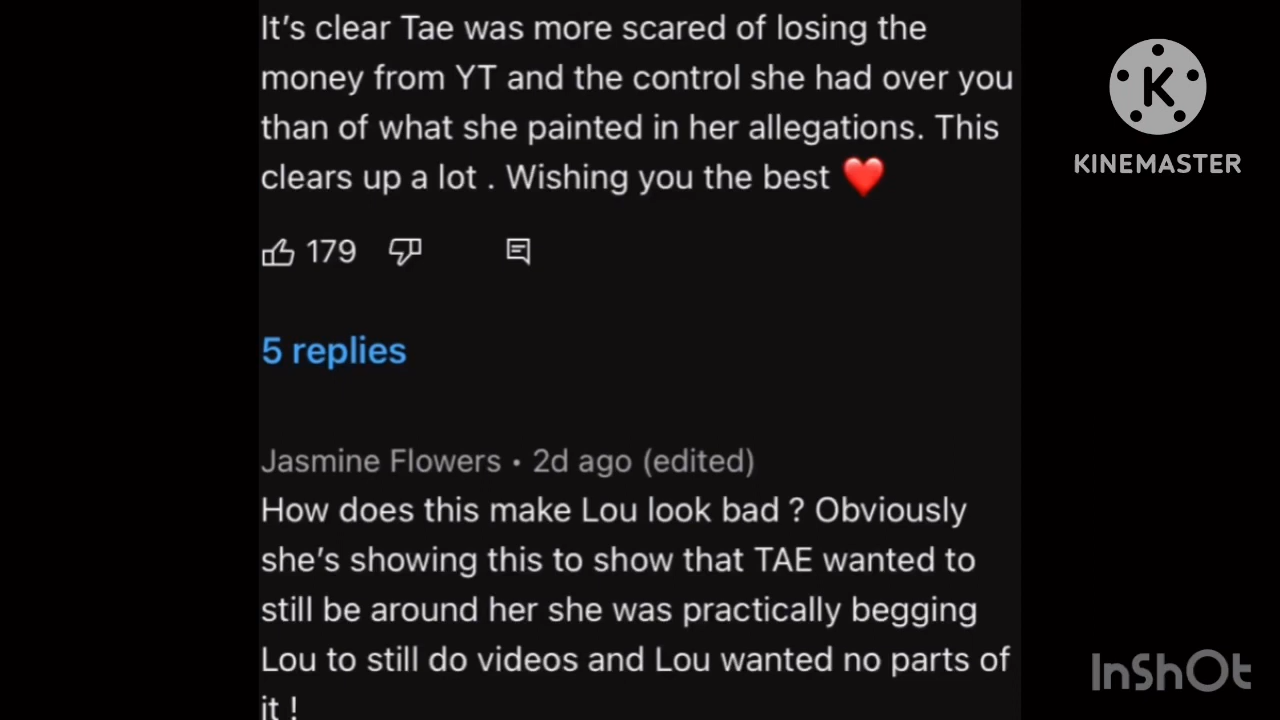 It's clear Tae was more scared of losing the
money from YT and the control she had over you
than of what she painted in her allegations. This
clears up a lot . Wishing you the best ❤️
179
5 replies
Jasmine Flowers • 2d ago (edited)
How does this make Lou look bad ? Obviously
she's showing this to show that TAE wanted to
still be around her she was practically begging
Lou to still do videos and Lou wanted no parts of
it !
K
KINEMASTER
InShOt